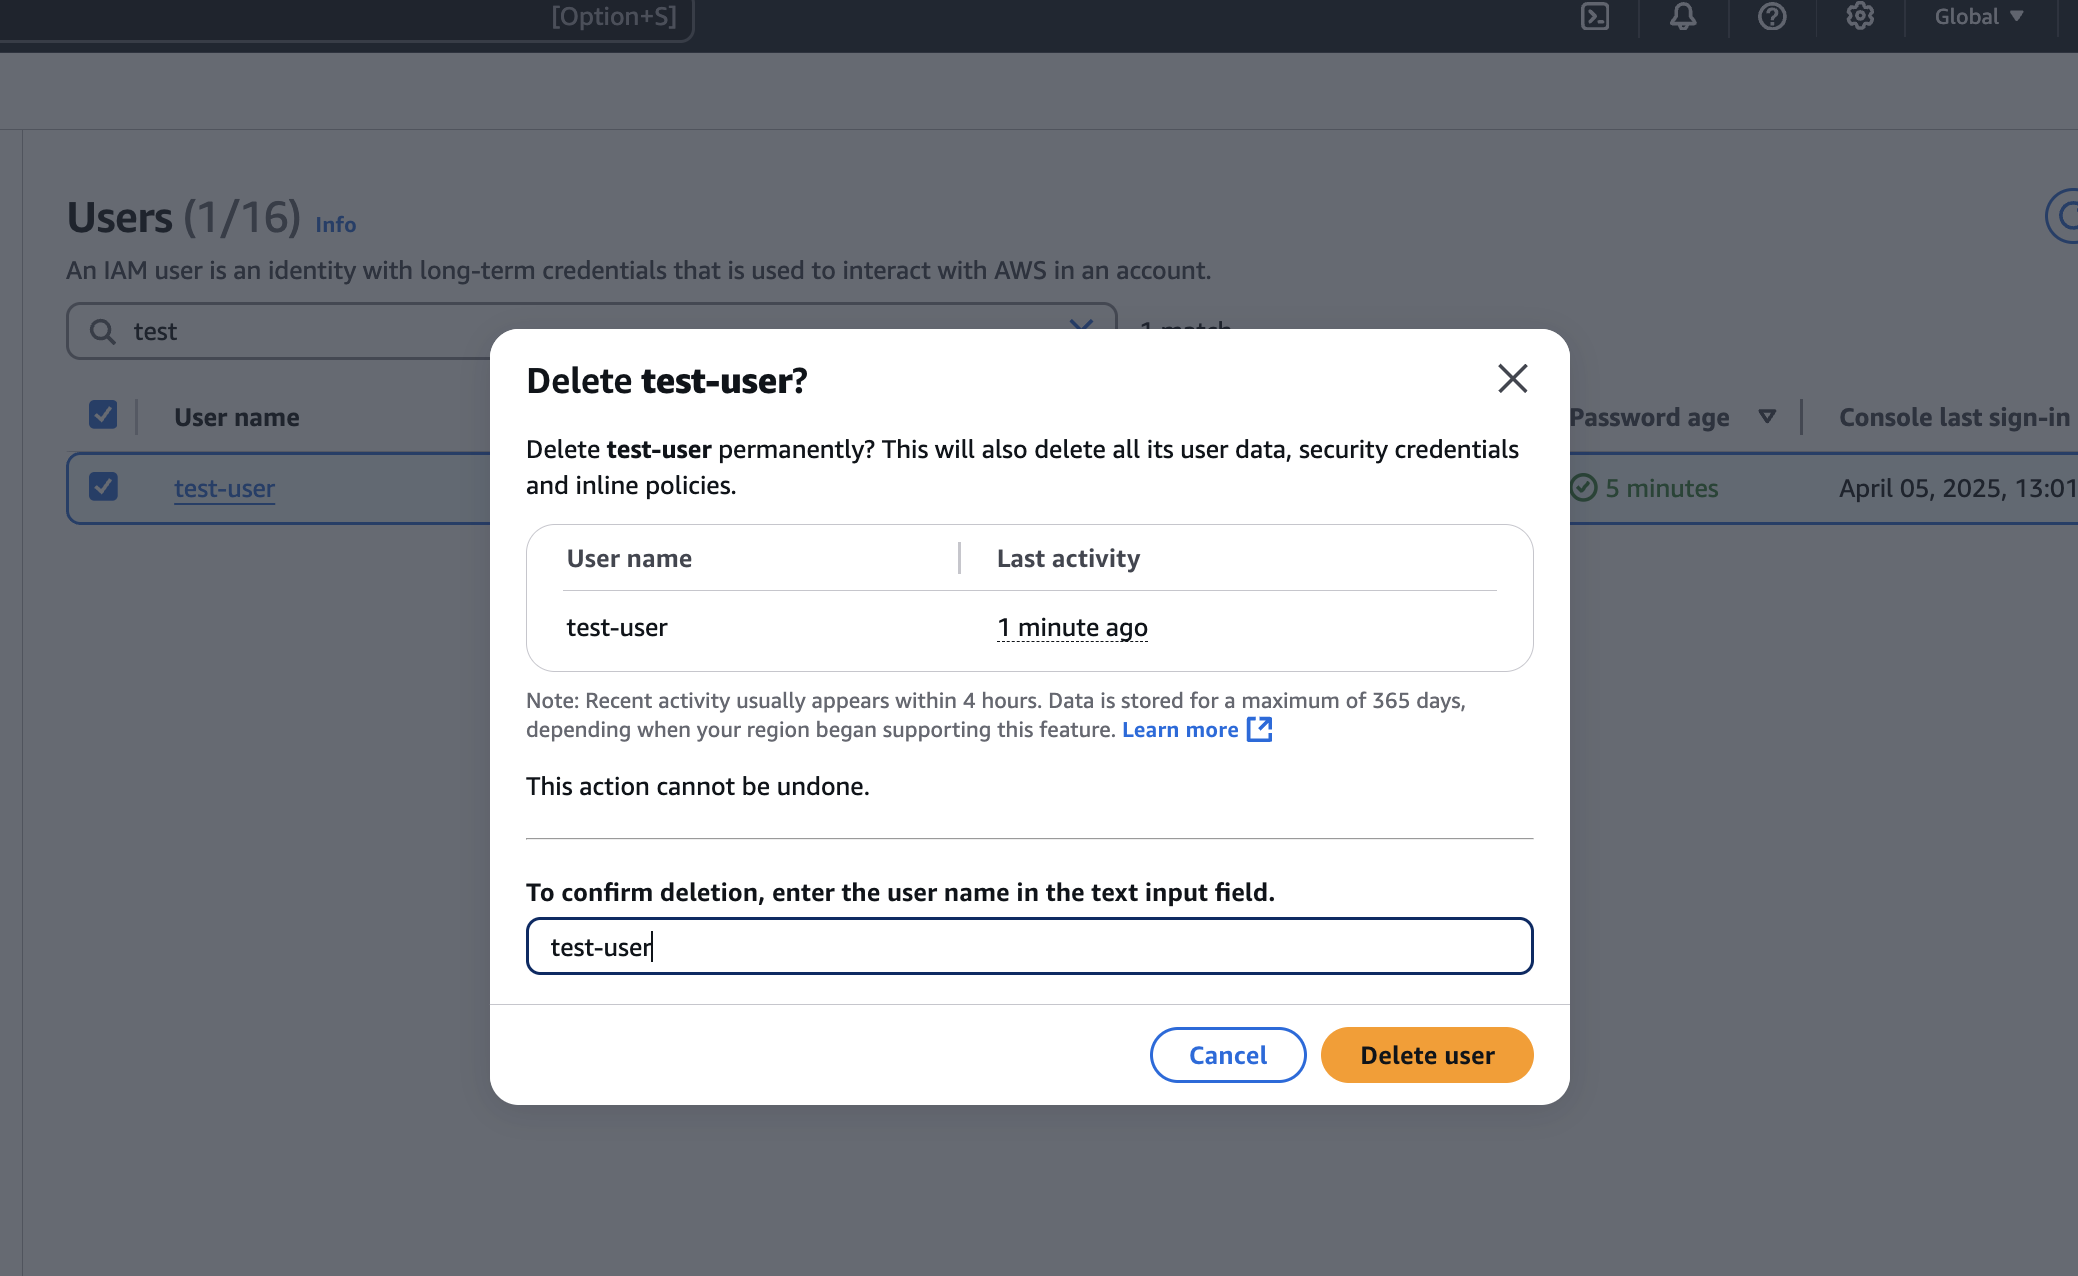 [Option+S]
Global
Users (1/16) Info
An IAM user is an identity with long-term credentials that is used to interact with AWS in an account.
test
1 match
User name
Password age
Console last sign-in
test-user
5 minutes
April 05, 2025, 13:01
Delete test-user?
Delete test-user permanently? This will also delete all its user data, security credentials
and inline policies.
User name
Last activity
test-user
1 minute ago
Note: Recent activity usually appears within 4 hours. Data is stored for a maximum of 365 days,
depending when your region began supporting this feature. Learn more
This action cannot be undone.
To confirm deletion, enter the user name in the text input field.
test-user
Cancel
Delete user